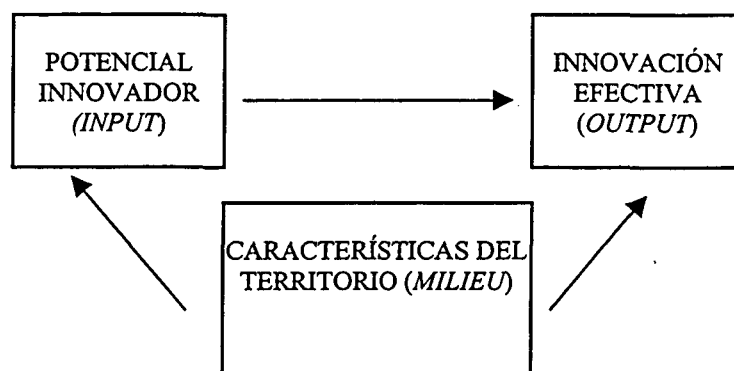 POTENCIAL
INNOVADOR
(INPUT)
INNOVACIÓN
EFECTIVA
(OUTPUT)
CARACTERÍSTICAS DEL
TERRITORIO (MILIEU)